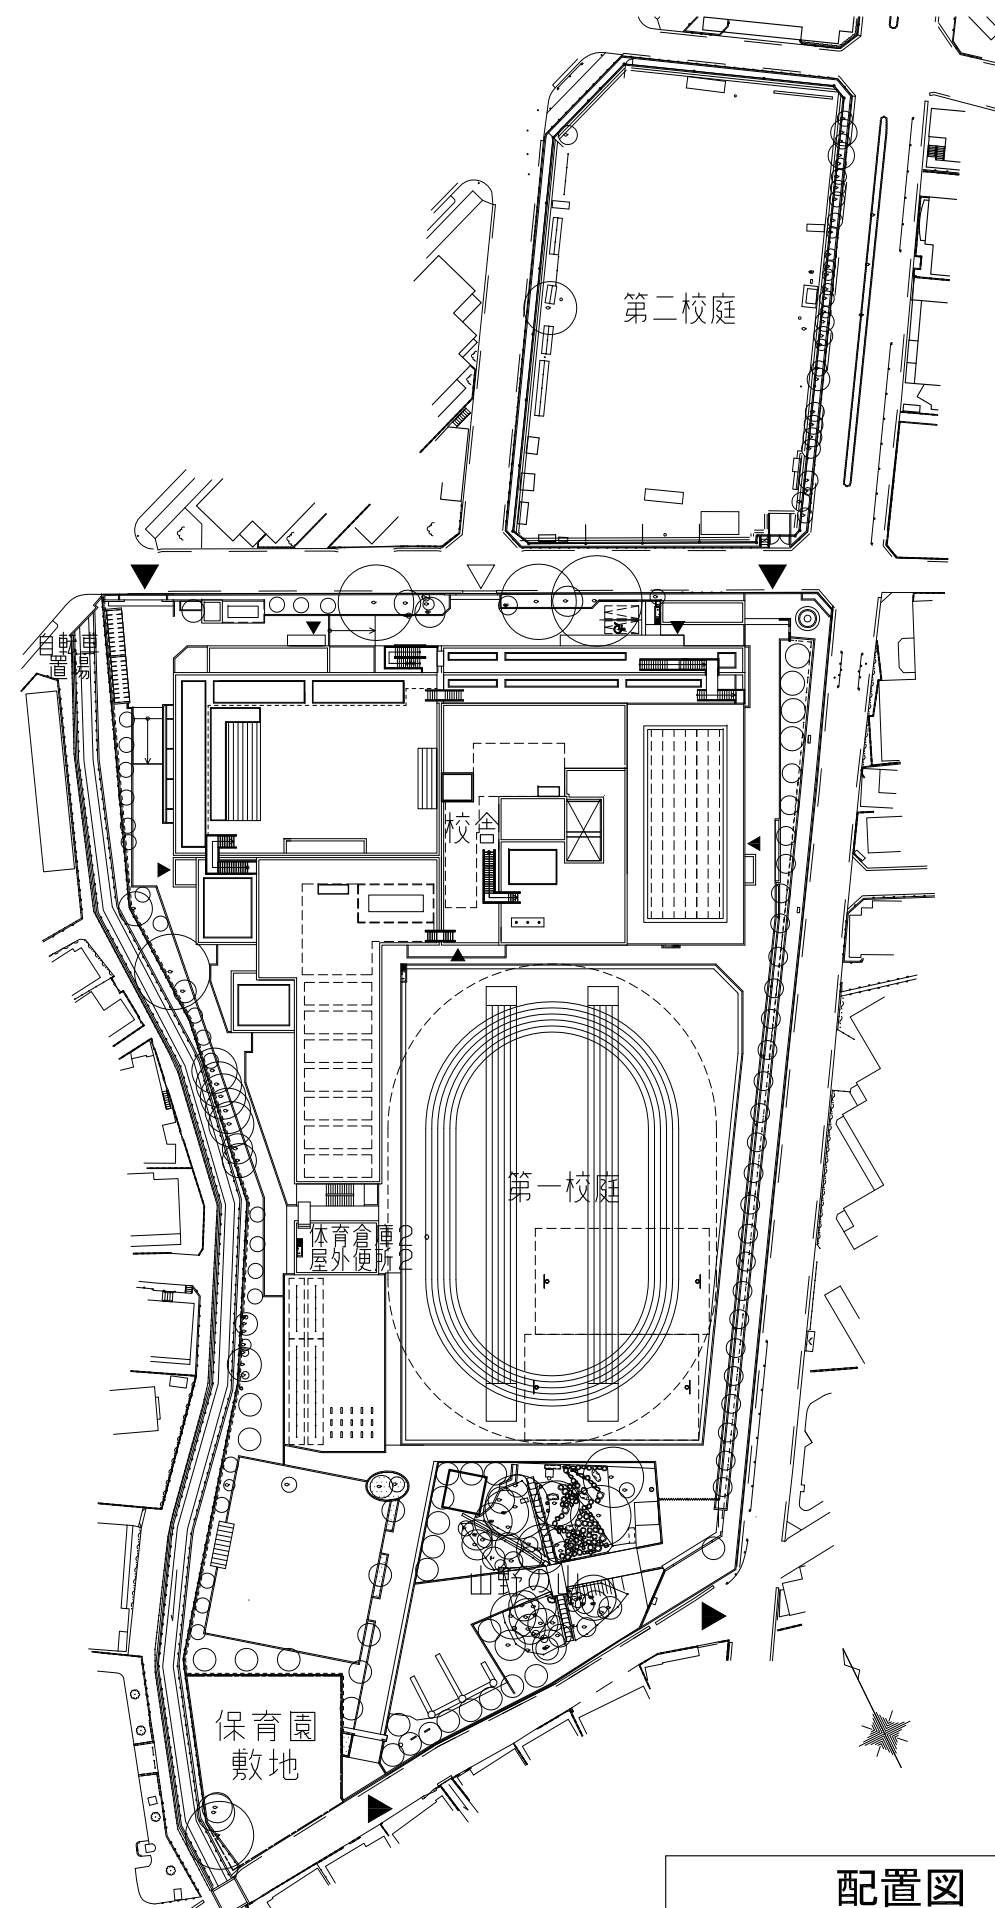 第二校庭
自転車
置場
校舎
第一校庭
体育倉庫2
屋外便所2
保育園
敷地
配置図